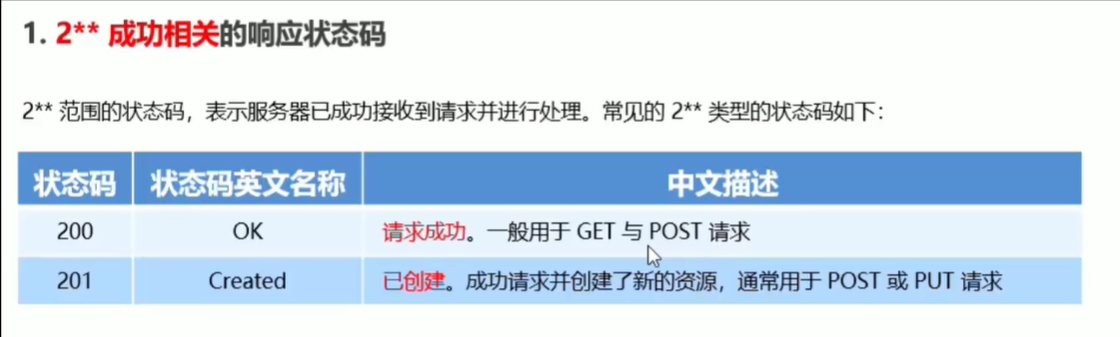 1. 2** 成功相关的响应状态码
2** 范围的状态码，表示服务器已成功接收到请求并进行处理。常见的 2** 类型的状态码如下：
状态码 状态码英文名称 中文描述
200 OK 请求成功。一般用于 GET 与 POST 请求
201 Created 已创建。成功请求并创建了新的资源，通常用于 POST 或 PUT 请求